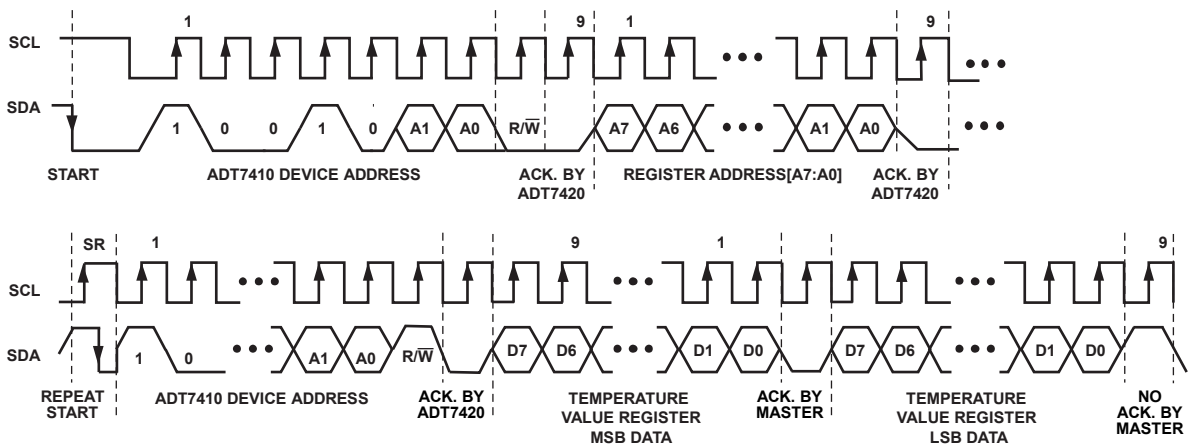 1 9 1 9
SCL
SDA
1 0 0 1 0 A1 A0 R/W̅ A7 A6 A1 A0
START ADT7410 DEVICE ADDRESS ACK. BY ADT7420 REGISTER ADDRESS[A7:A0] ACK. BY ADT7420
SR 1 9 1 9
SCL
SDA
1 0 A1 A0 R/W̅ D7 D6 D1 D0 D7 D6 D1 D0
REPEAT START ADT7410 DEVICE ADDRESS ACK. BY ADT7420 TEMPERATURE VALUE REGISTER MSB DATA ACK. BY MASTER TEMPERATURE VALUE REGISTER LSB DATA NO ACK. BY MASTER